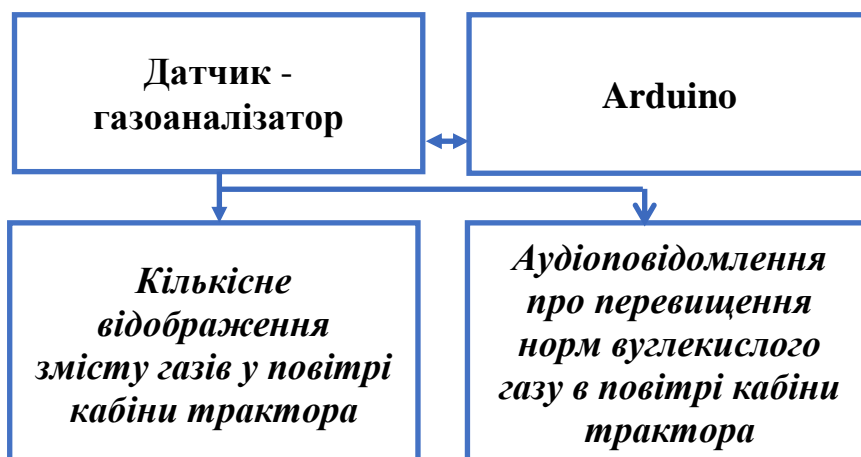 Датчик -
газоаналізатор
Arduino
Кількісне
відображення
змісту газів у повітрі
кабіни трактора
Аудіоповідомлення
про перевищення
норм вуглекислого
газу в повітрі кабіни
трактора